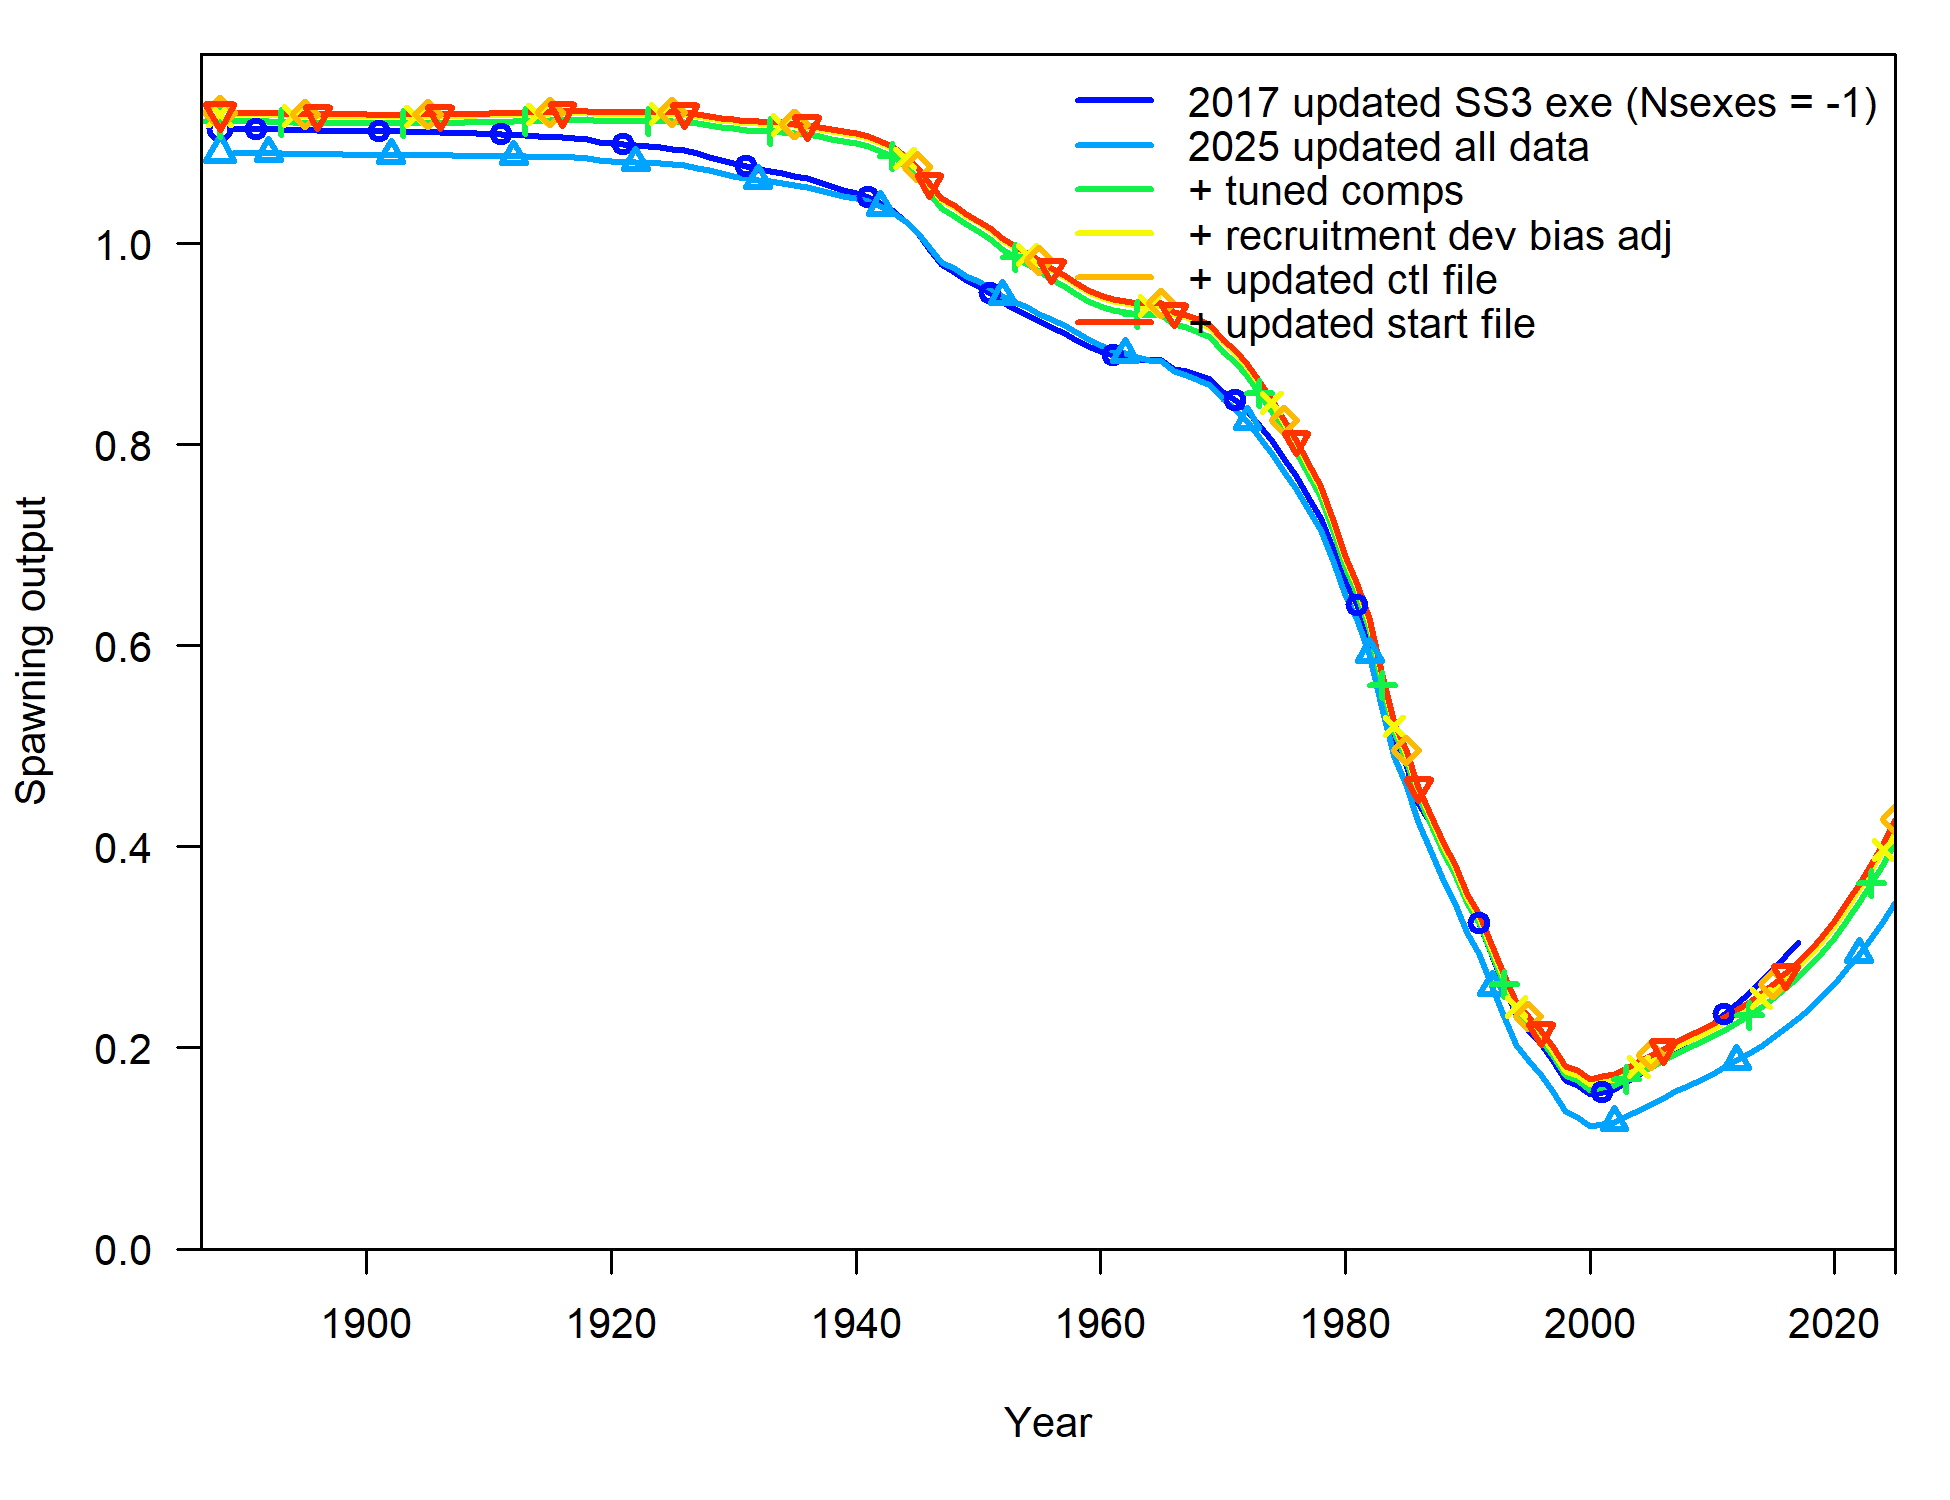 2017 updated SS3 exe (Nsexes = -1)
2025 updated all data
+ tuned comps
+ recruitment dev bias adj
+ updated ctl file
+ updated start file
Spawning output
1.0
0.8
0.6
0.4
0.2
0.0
1900 1920 1940 1960 1980 2000 2020
Year